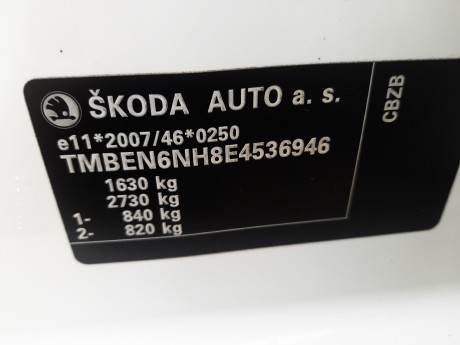 ŠKODA AUTO a. s.
e11*2007/46*0250
TMBEN6NH8E4536946
1630 kg
2730 kg
1- 840 kg
2- 820 kg
CBZB